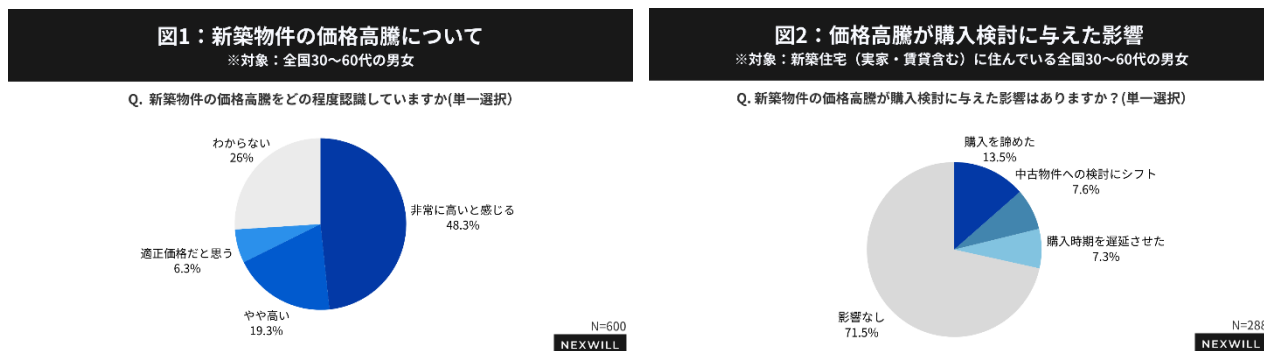 図1：新築物件の価格高騰について
※対象：全国30～60代の男女
Q. 新築物件の価格高騰をどの程度認識していますか(単一選択）
わからない
26%
非常に高いと感じる
48.3%
適正価格だと思う
6.3%
やや高い
19.3%
N=600
NEXWILL
図2：価格高騰が購入検討に与えた影響
※対象：新築住宅（実家・賃貸含む）に住んでいる全国30～60代の男女
Q. 新築物件の価格高騰が購入検討に与えた影響はありますか？(単一選択）
購入を諦めた
13.5%
中古物件への検討にシフト
7.6%
購入時期を遅延させた
7.3%
影響なし
71.5%
N=288
NEXWILL